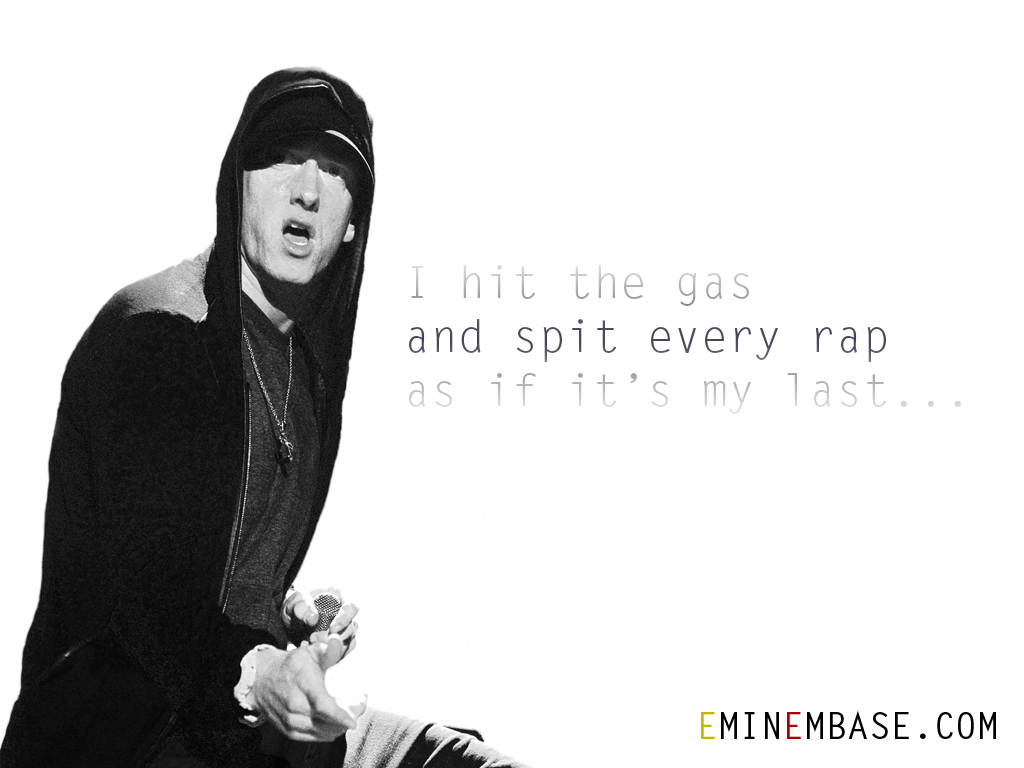 I hit the gas
and spit every rap
as if it's my last...
EMINEMBASE.COM